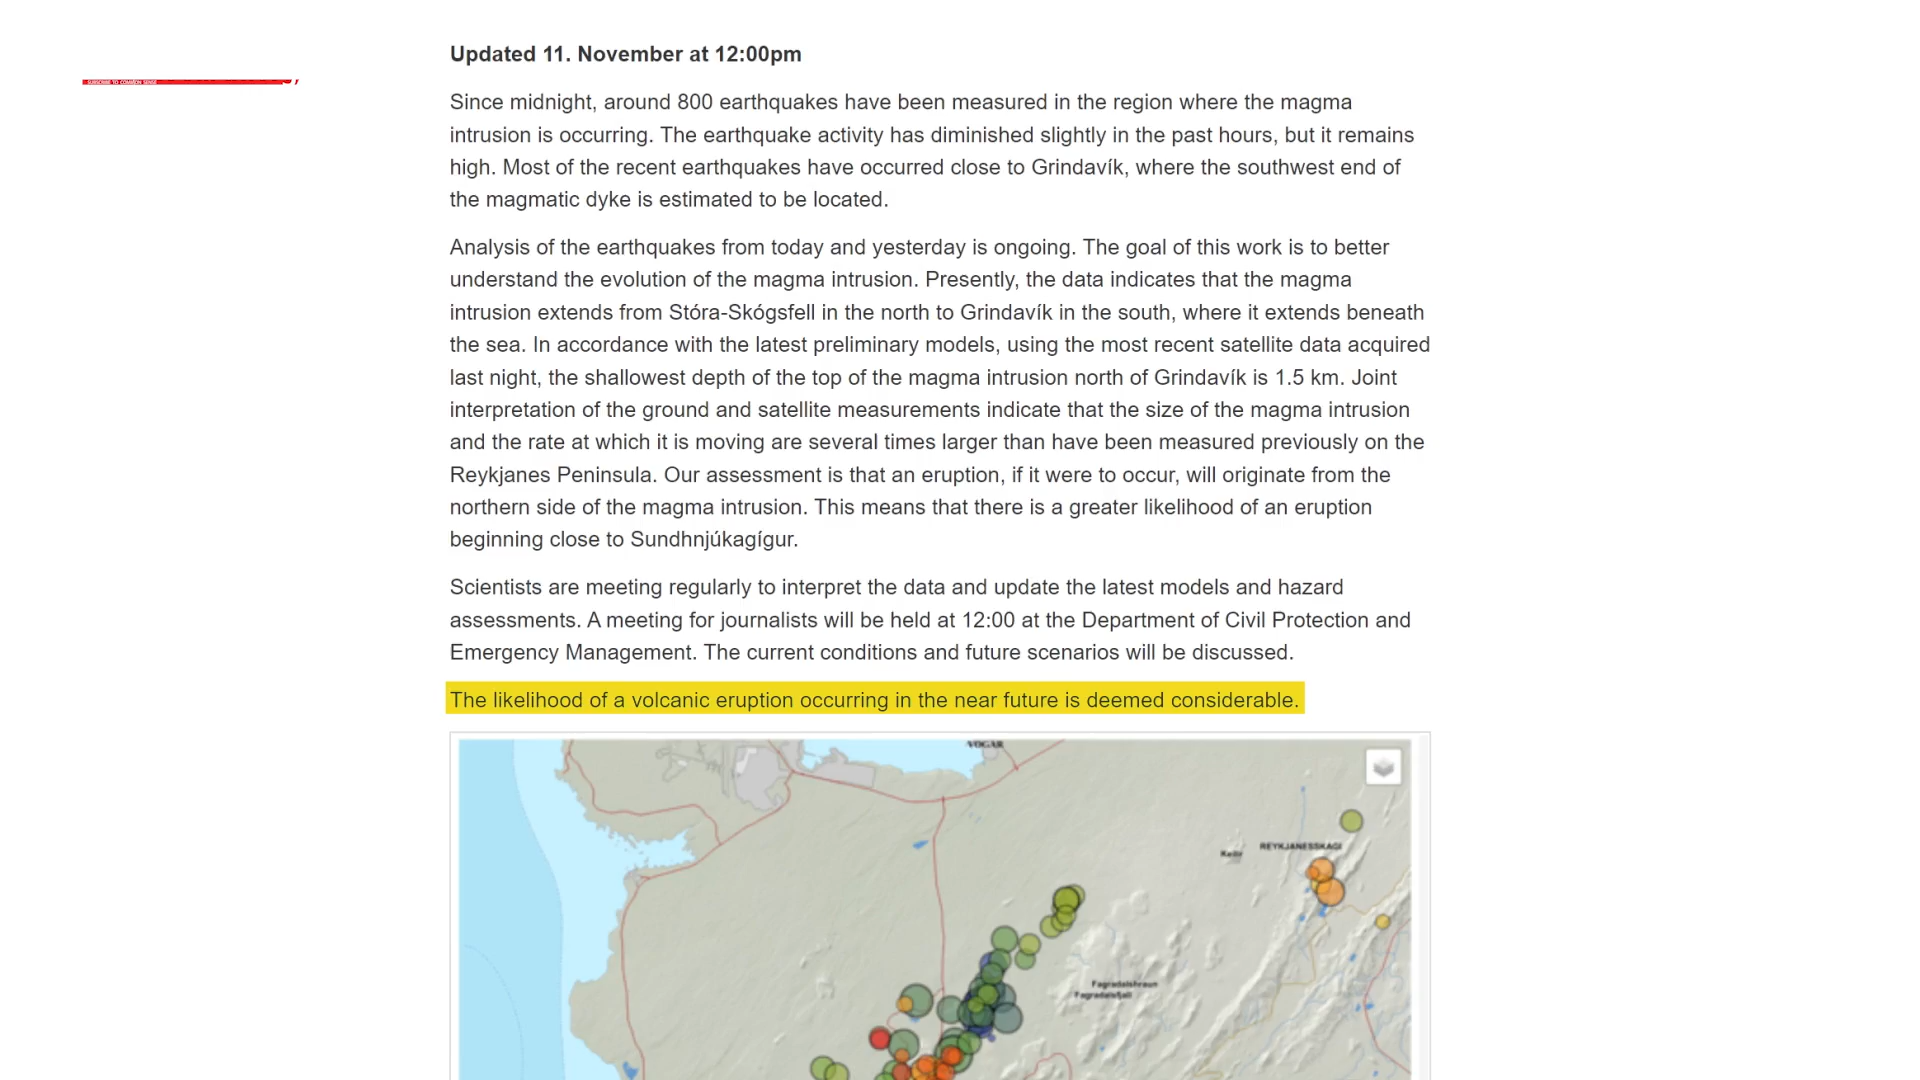 Updated 11. November at 12:00pm
SUBSCRIBE TO COMMON SENSE
Since midnight, around 800 earthquakes have been measured in the region where the magma
intrusion is occurring. The earthquake activity has diminished slightly in the past hours, but it remains
high. Most of the recent earthquakes have occurred close to Grindavík, where the southwest end of
the magmatic dyke is estimated to be located.
Analysis of the earthquakes from today and yesterday is ongoing. The goal of this work is to better
understand the evolution of the magma intrusion. Presently, the data indicates that the magma
intrusion extends from Stóra-Skógsfell in the north to Grindavík in the south, where it extends beneath
the sea. In accordance with the latest preliminary models, using the most recent satellite data acquired
last night, the shallowest depth of the top of the magma intrusion north of Grindavík is 1.5 km. Joint
interpretation of the ground and satellite measurements indicate that the size of the magma intrusion
and the rate at which it is moving are several times larger than have been measured previously on the
Reykjanes Peninsula. Our assessment is that an eruption, if it were to occur, will originate from the
northern side of the magma intrusion. This means that there is a greater likelihood of an eruption
beginning close to Sundhnjúkagígur.
Scientists are meeting regularly to interpret the data and update the latest models and hazard
assessments. A meeting for journalists will be held at 12:00 at the Department of Civil Protection and
Emergency Management. The current conditions and future scenarios will be discussed.
The likelihood of a volcanic eruption occurring in the near future is deemed considerable.
VOGAR
REYKJANESSKAGI
Keilir
Fagradalshraun
Fagradalsfjall